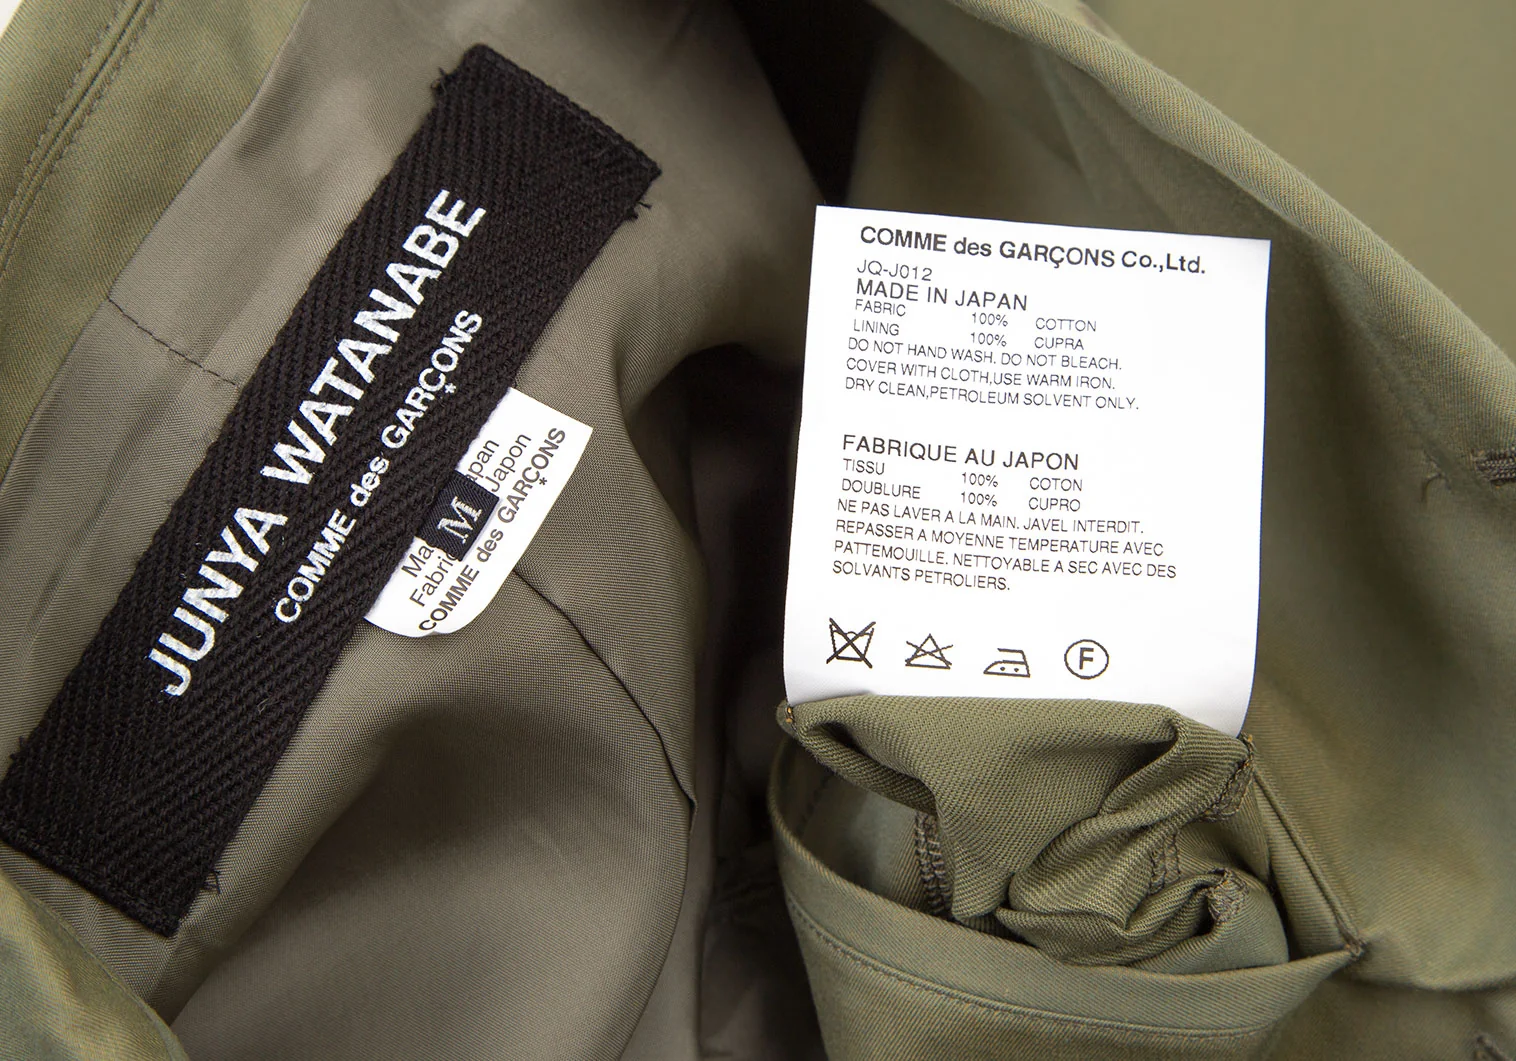 JUNYA WATANABE
COMME des GARÇONS
M
Japon
COMME des GARÇONS
COMME des GARÇONS Co.,Ltd.
JQ-J012
MADE IN JAPAN
FABRIC 100% COTTON
LINING 100% CUPRA
DO NOT HAND WASH. DO NOT BLEACH.
COVER WITH CLOTH,USE WARM IRON.
DRY CLEAN,PETROLEUM SOLVENT ONLY.
FABRIQUE AU JAPON
TISSU 100% COTON
DOUBLURE 100% CUPRO
NE PAS LAVER A LA MAIN. JAVEL INTERDIT.
REPASSER A MOYENNE TEMPERATURE AVEC
PATTEMOUILLE. NETTOYABLE A SEC AVEC DES
SOLVANTS PETROLIERS.
F